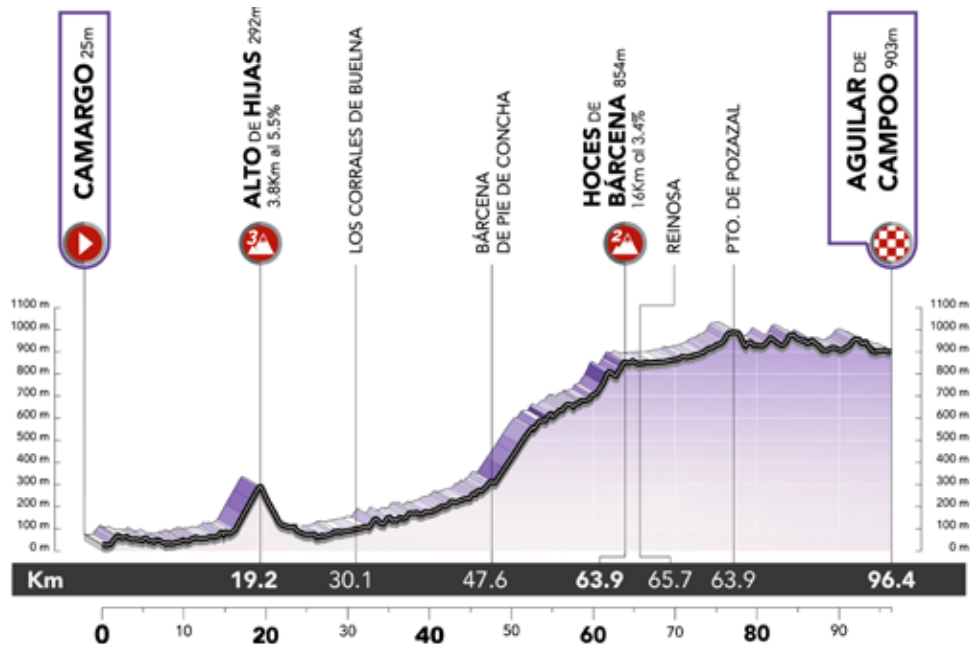 CAMARGO 25m
ALTO DE HIJAS 292m
3.8Km al 5.5%
3
LOS CORRALES DE BUELNA
BÁRCENA
DE PIE DE CONCHA
HOCES DE
BÁRCENA 854m
16Km al 3.4%
2
REINOSA
PTO. DE POZAZAL
AGUILAR DE
CAMPOO 903m
1100 m
1000 m
900 m
800 m
700 m
600 m
500 m
400 m
300 m
200 m
100 m
0 m
1100 m
1000 m
900 m
800 m
700 m
600 m
500 m
400 m
300 m
200 m
100 m
0 m
Km 19.2 30.1 47.6 63.9 65.7 63.9 96.4
0 10 20 30 40 50 60 70 80 90